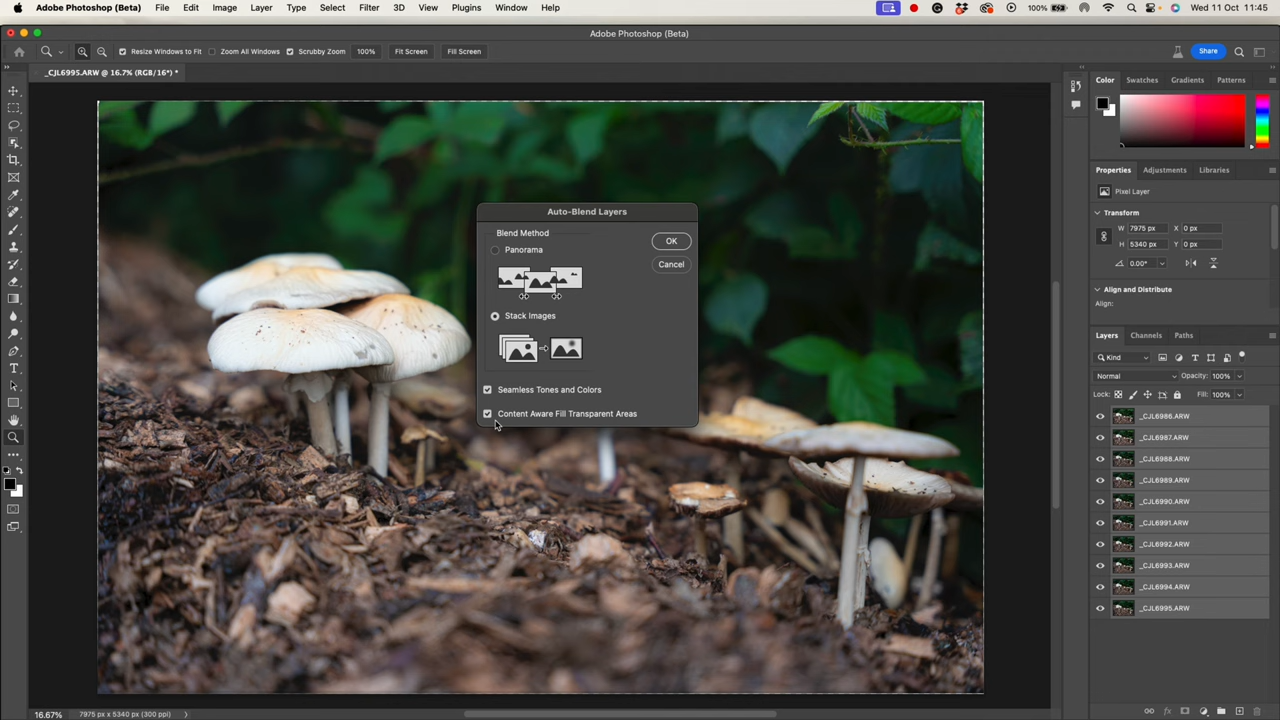 Adobe Photoshop (Beta) File Edit Image Layer Type Select Filter 3D View Plugins Window Help 100% Wed 11 Oct 11:45
Adobe Photoshop (Beta)
Resize Windows to Fit Zoom All Windows Scrubby Zoom 100% Fit Screen Fill Screen Share
_CJL6995.ARW @ 16.7% (RGB/16*) *
Color Swatches Gradients Patterns
Properties Adjustments Libraries
Pixel Layer
Transform
W 7975 px X 0 px
H 5340 px Y 0 px
0.00°
Align and Distribute
Align:
Layers Channels Paths
Kind
Normal Opacity: 100%
Lock: Fill: 100%
_CJL6986.ARW
_CJL6987.ARW
_CJL6988.ARW
_CJL6989.ARW
_CJL6990.ARW
_CJL6991.ARW
_CJL6992.ARW
_CJL6993.ARW
_CJL6994.ARW
_CJL6995.ARW
Auto-Blend Layers
Blend Method
Panorama
Stack Images
Seamless Tones and Colors
Content Aware Fill Transparent Areas
OK
Cancel
16.67% 7975 px x 5340 px (300 ppi)